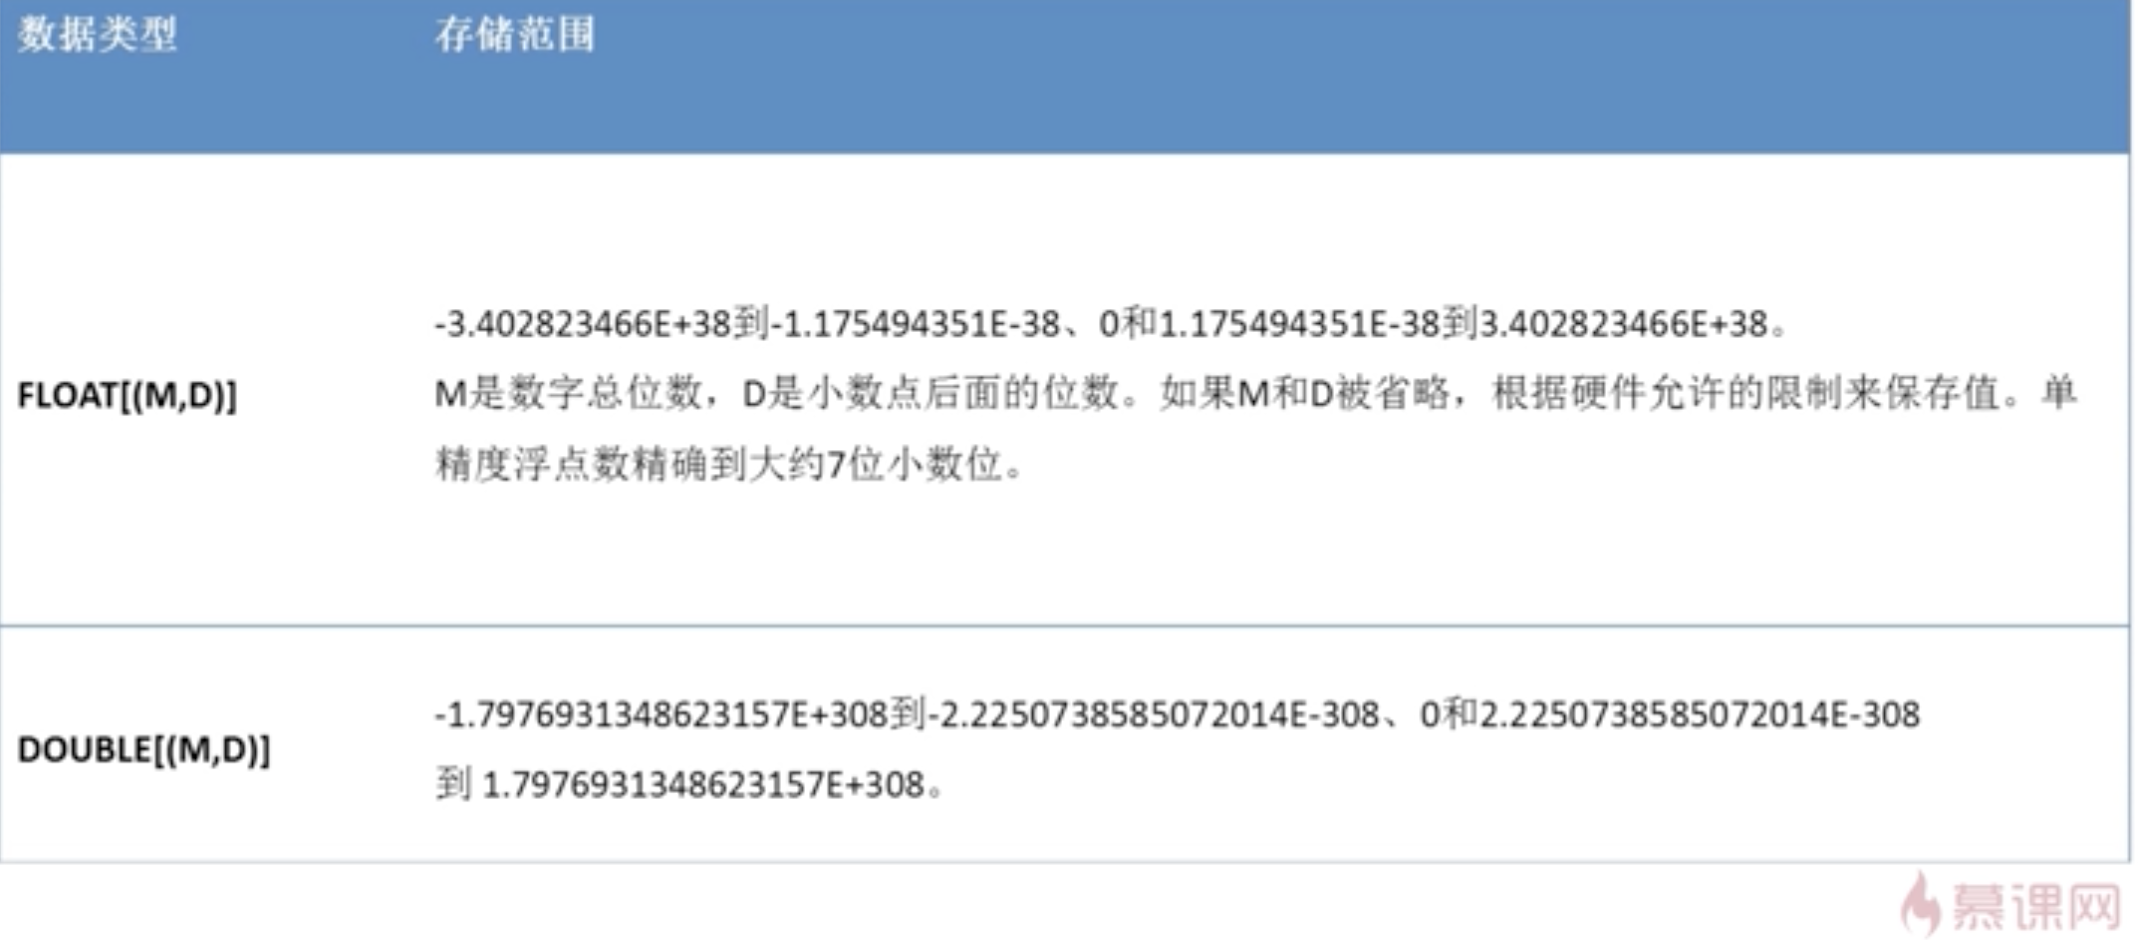 数据类型 存储范围
-3.402823466E+38到-1.175494351E-38、0和1.175494351E-38到3.402823466E+38。
FLOAT[(M,D)] M是数字总位数，D是小数点后面的位数。如果M和D被省略，根据硬件允许的限制来保存值。单
精度浮点数精确到大约7位小数位。
-1.7976931348623157E+308到-2.2250738585072014E-308、0和2.2250738585072014E-308
DOUBLE[(M,D)]
到 1.7976931348623157E+308。
慕课网